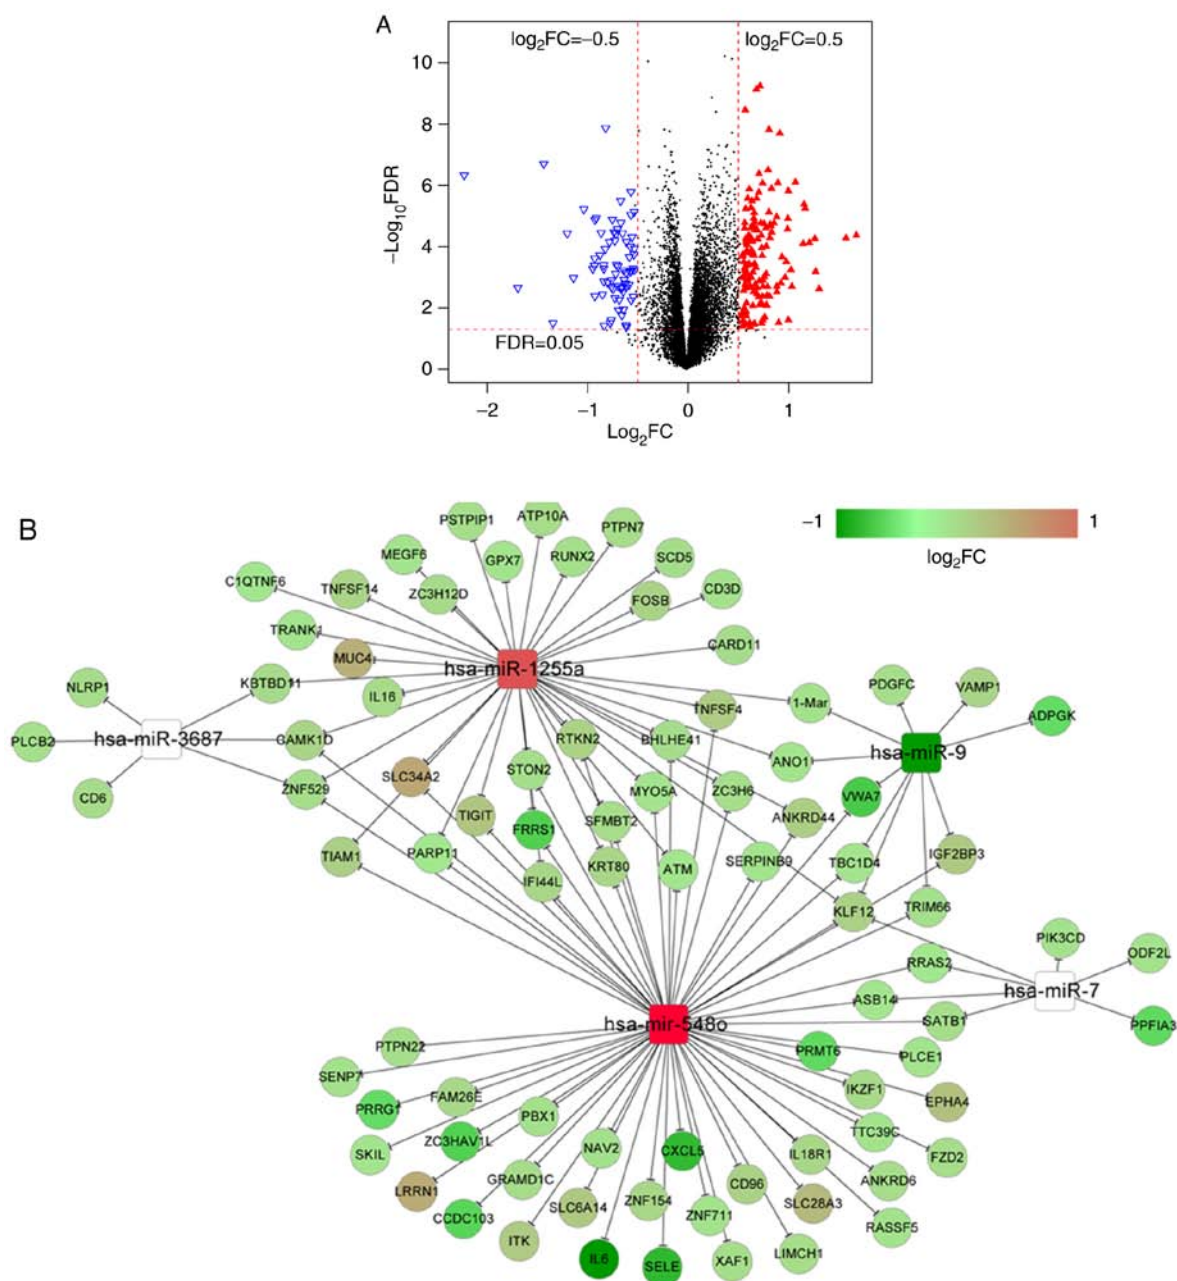 A
log2FC=−0.5
log2FC=0.5
10
8
6
4
2
0
−Log10FDR
FDR=0.05
−2
−1
0
1
Log2FC
B
−1
1
log2FC
PSTPIP1
ATP10A
PTPN7
MEGF6
GPX7
RUNX2
SCD5
C1QTNF6
TNFSF14
ZC3H12D
FOSB
CD3D
TRANK1
CARD11
MUC4
hsa-miR-1255a
NLRP1
KBTBD11
IL16
TNFSF4
1-Mar
PDGFC
VAMP1
ADPGK
PLCB2
hsa-miR-3687
CAMK1D
RTKN2
BHLHE41
hsa-miR-9
ANO1
CD6
ZNF529
SLC34A2
STON2
MYO5A
ZC3H6
VWA7
TIGIT
FRRS1
SFMBT2
ANKRD44
TIAM1
PARP11
IFI44L
KRT80
ATM
SERPINB9
TBC1D4
IGF2BP3
KLF12
TRIM66
PIK3CD
ODF2L
RRAS2
hsa-miR-7
ASB14
SATB1
PPFIA3
hsa-mir-548o
PTPN22
PRMT6
PLCE1
SENP7
FAM26E
IKZF1
EPHA4
PRRG1
PBX1
TTC39C
SKIL
ZC3HAV1L
NAV2
CXCL5
IL18R1
FZD2
LRRN1
GRAMD1C
CD96
ANKRD6
CCDC103
SLC6A14
ZNF154
ZNF711
SLC28A3
RASSF5
ITK
IL6
SELE
XAF1
LIMCH1